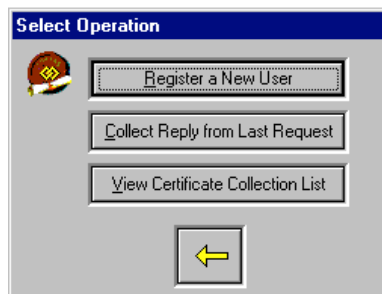 Select Operation
Register a New User
Collect Reply from Last Request
View Certificate Collection List